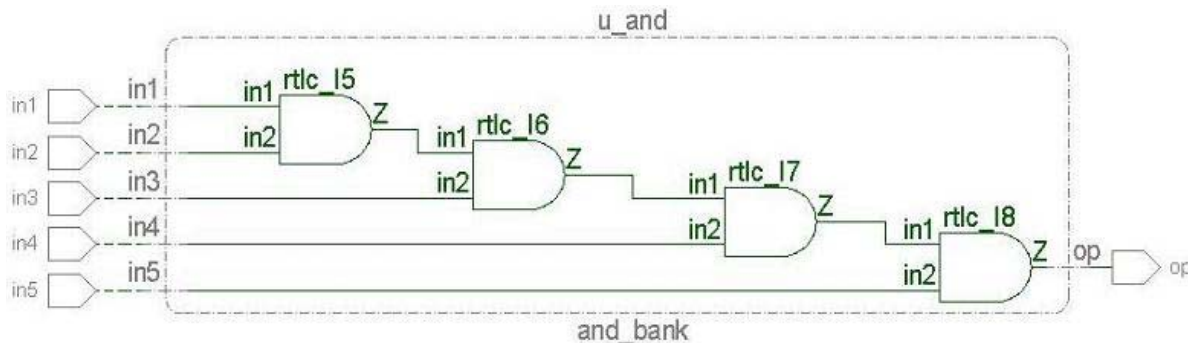 u_and
in1 in1 in1 rtlc_I5
Z
in2 in2 in2 in1 rtlc_I6
Z
in3 in3 in2 in1 rtlc_I7
Z
in4 in4 in2 in1 rtlc_I8
Z op op
in5 in5 in2
and_bank